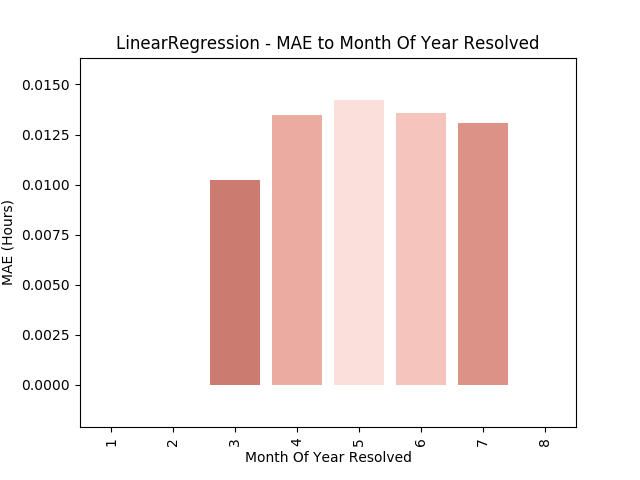 LinearRegression - MAE to Month Of Year Resolved
MAE (Hours)
0.0150
0.0125
0.0100
0.0075
0.0050
0.0025
0.0000
1 2 3 4 5 6 7 8
Month Of Year Resolved